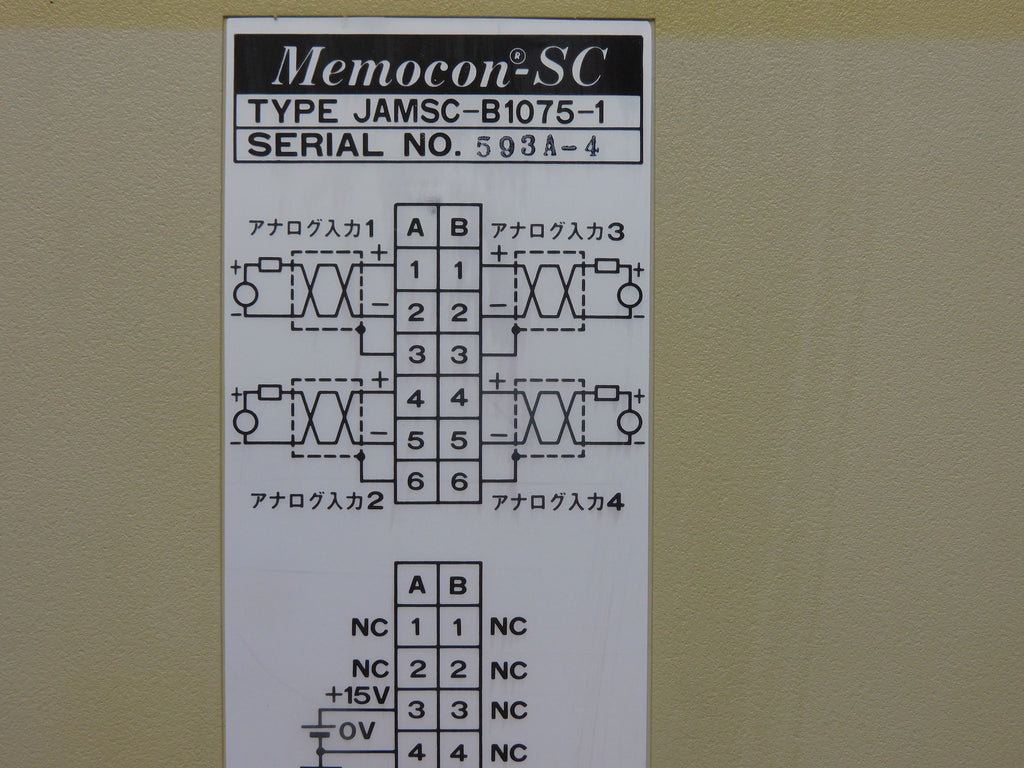 Memocon®-SC
TYPE JAMSC-B1075-1
SERIAL NO. 593A-4
アナログ入力1 A B アナログ入力3
+ + + +
1 1
- - 2 2 - -
3 3
+ + 4 4 + +
- - 5 5 - -
6 6
アナログ入力2 アナログ入力4
A B
NC 1 1 NC
NC 2 2 NC
+15V 3 3 NC
0V
4 4 NC